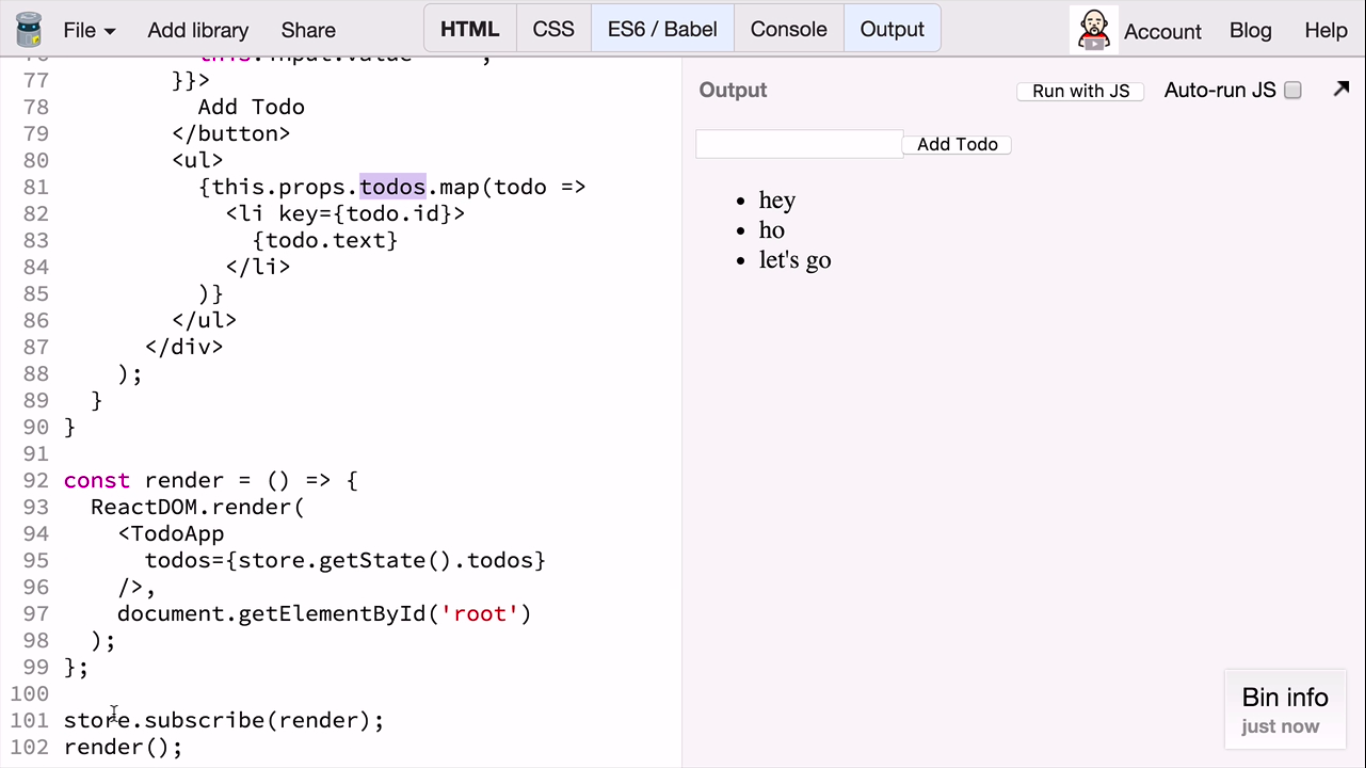 File Add library Share HTML CSS ES6 / Babel Console Output Account Blog Help
77 }}>
78 Add Todo
79 </button>
80 <ul>
81 {this.props.todos.map(todo =>
82 <li key={todo.id}>
83 {todo.text}
84 </li>
85 )}
86 </ul>
87 </div>
88 );
89 }
90 }
91
92 const render = () => {
93 ReactDOM.render(
94 <TodoApp
95 todos={store.getState().todos}
96 />,
97 document.getElementById('root')
98 );
99 };
100
101 store.subscribe(render);
102 render();
Output Run with JS Auto-run JS
Add Todo
• hey
• ho
• let's go
Bin info
just now